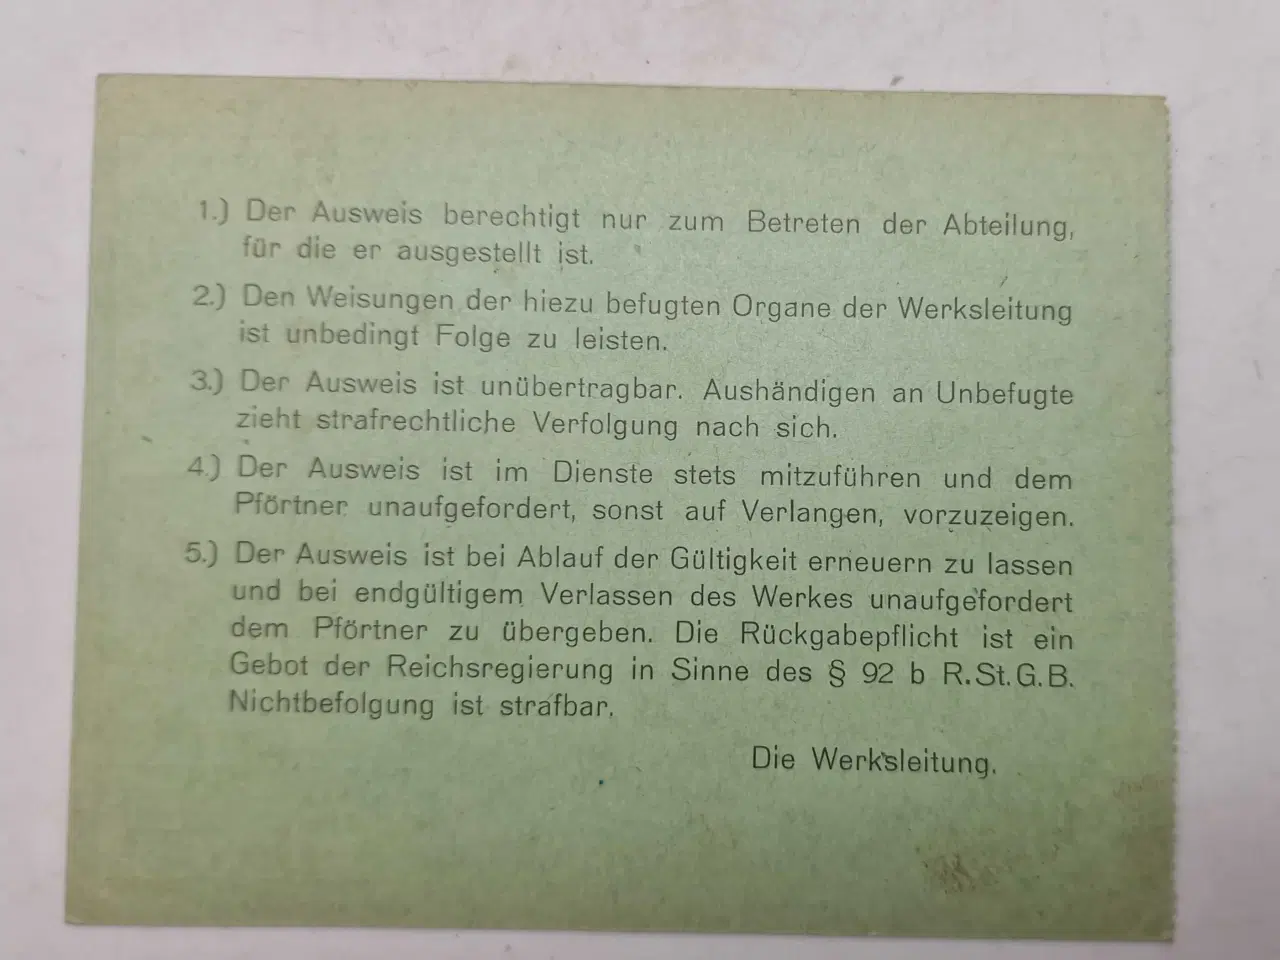 1.) Der Ausweis berechtigt nur zum Betreten der Abteilung,
für die er ausgestellt ist.
2.) Den Weisungen der hiezu befugten Organe der Werksleitung
ist unbedingt Folge zu leisten.
3.) Der Ausweis ist unübertragbar. Aushändigen an Unbefugte
zieht strafrechtliche Verfolgung nach sich.
4.) Der Ausweis ist im Dienste stets mitzuführen und dem
Pförtner unaufgefordert, sonst auf Verlangen, vorzuzeigen.
5.) Der Ausweis ist bei Ablauf der Gültigkeit erneuern zu lassen
und bei endgültigem Verlassen des Werkes unaufgefordert
dem Pförtner zu übergeben. Die Rückgabepflicht ist ein
Gebot der Reichsregierung in Sinne des § 92 b R.St.G.B.
Nichtbefolgung ist strafbar.
Die Werksleitung.